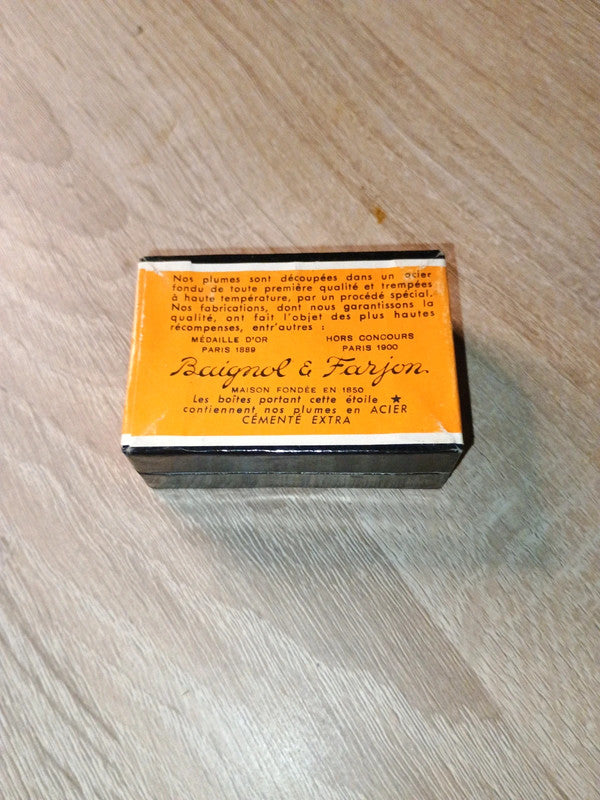 Nos plumes sont découpées dans un acier
fondu de toute première qualité et trempées
à haute température, par un procédé spécial.
Nos fabrications, dont nous garantissons la
qualité, ont fait l'objet des plus hautes
récompenses, entr'autres :
MÉDAILLE D'OR HORS CONCOURS
PARIS 1889 PARIS 1900
Baignol & Farjon
MAISON FONDÉE EN 1850
Les boîtes portant cette étoile ★
contiennent nos plumes en ACIER
CÉMENTÉ EXTRA